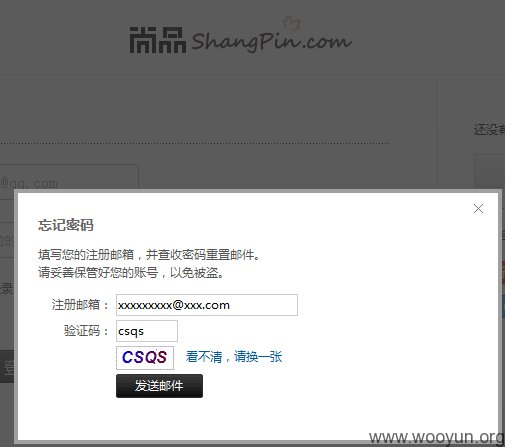 尚品 ShangPin.com
还没有
@qq.com
忘记密码
填写您的注册邮箱，并查收密码重置邮件。
请妥善保管好您的账号，以免被盗。
注册邮箱： xxxxxxxxx@xxx.com
验证码： csqs
CSQS 看不清，请换一张
发送邮件
www.wooyun.org